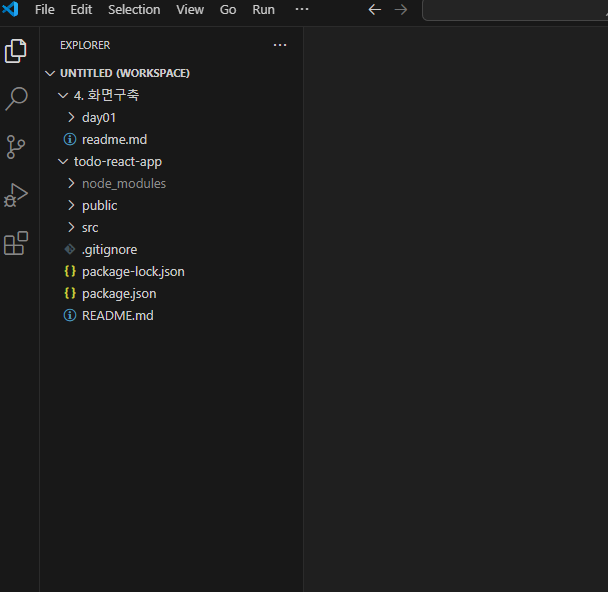 File Edit Selection View Go Run ···
EXPLORER ···
UNTITLED (WORKSPACE)
4. 화면구축
day01
readme.md
todo-react-app
node_modules
public
src
.gitignore
{} package-lock.json
{} package.json
README.md